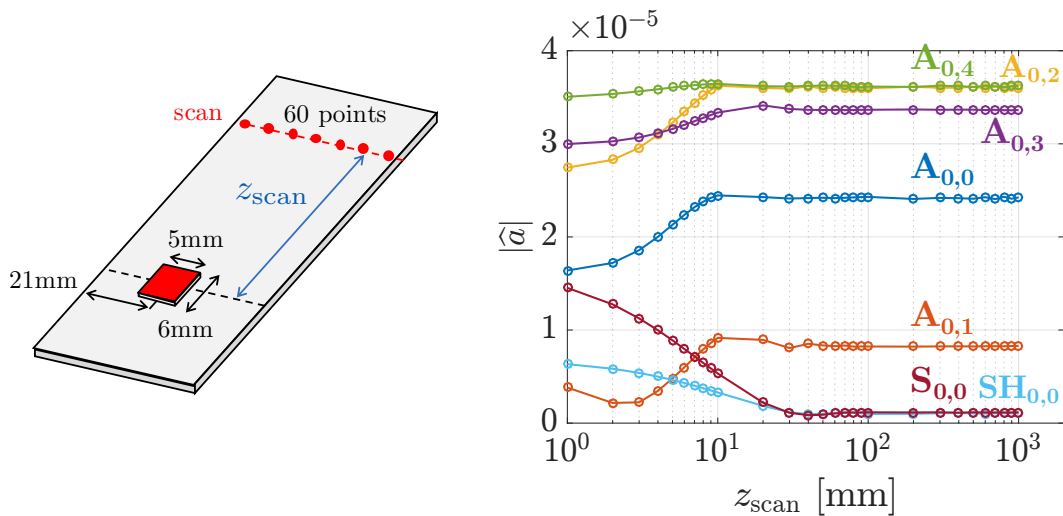 scan
60 points
z_scan
5mm
21mm
6mm
×10^−5
4
3
2
1
0
|â|
A_0,4
A_0,2
A_0,3
A_0,0
A_0,1
S_0,0
SH_0,0
10^0
10^1
10^2
10^3
z_scan [mm]